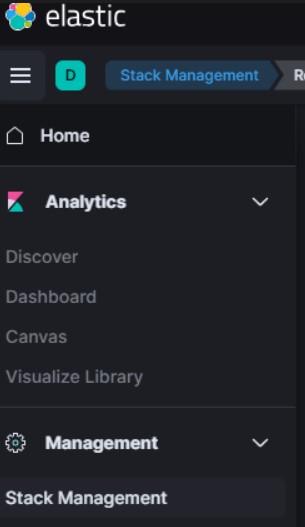 elastic
D Stack Management R
Home
Analytics
Discover
Dashboard
Canvas
Visualize Library
Management
Stack Management